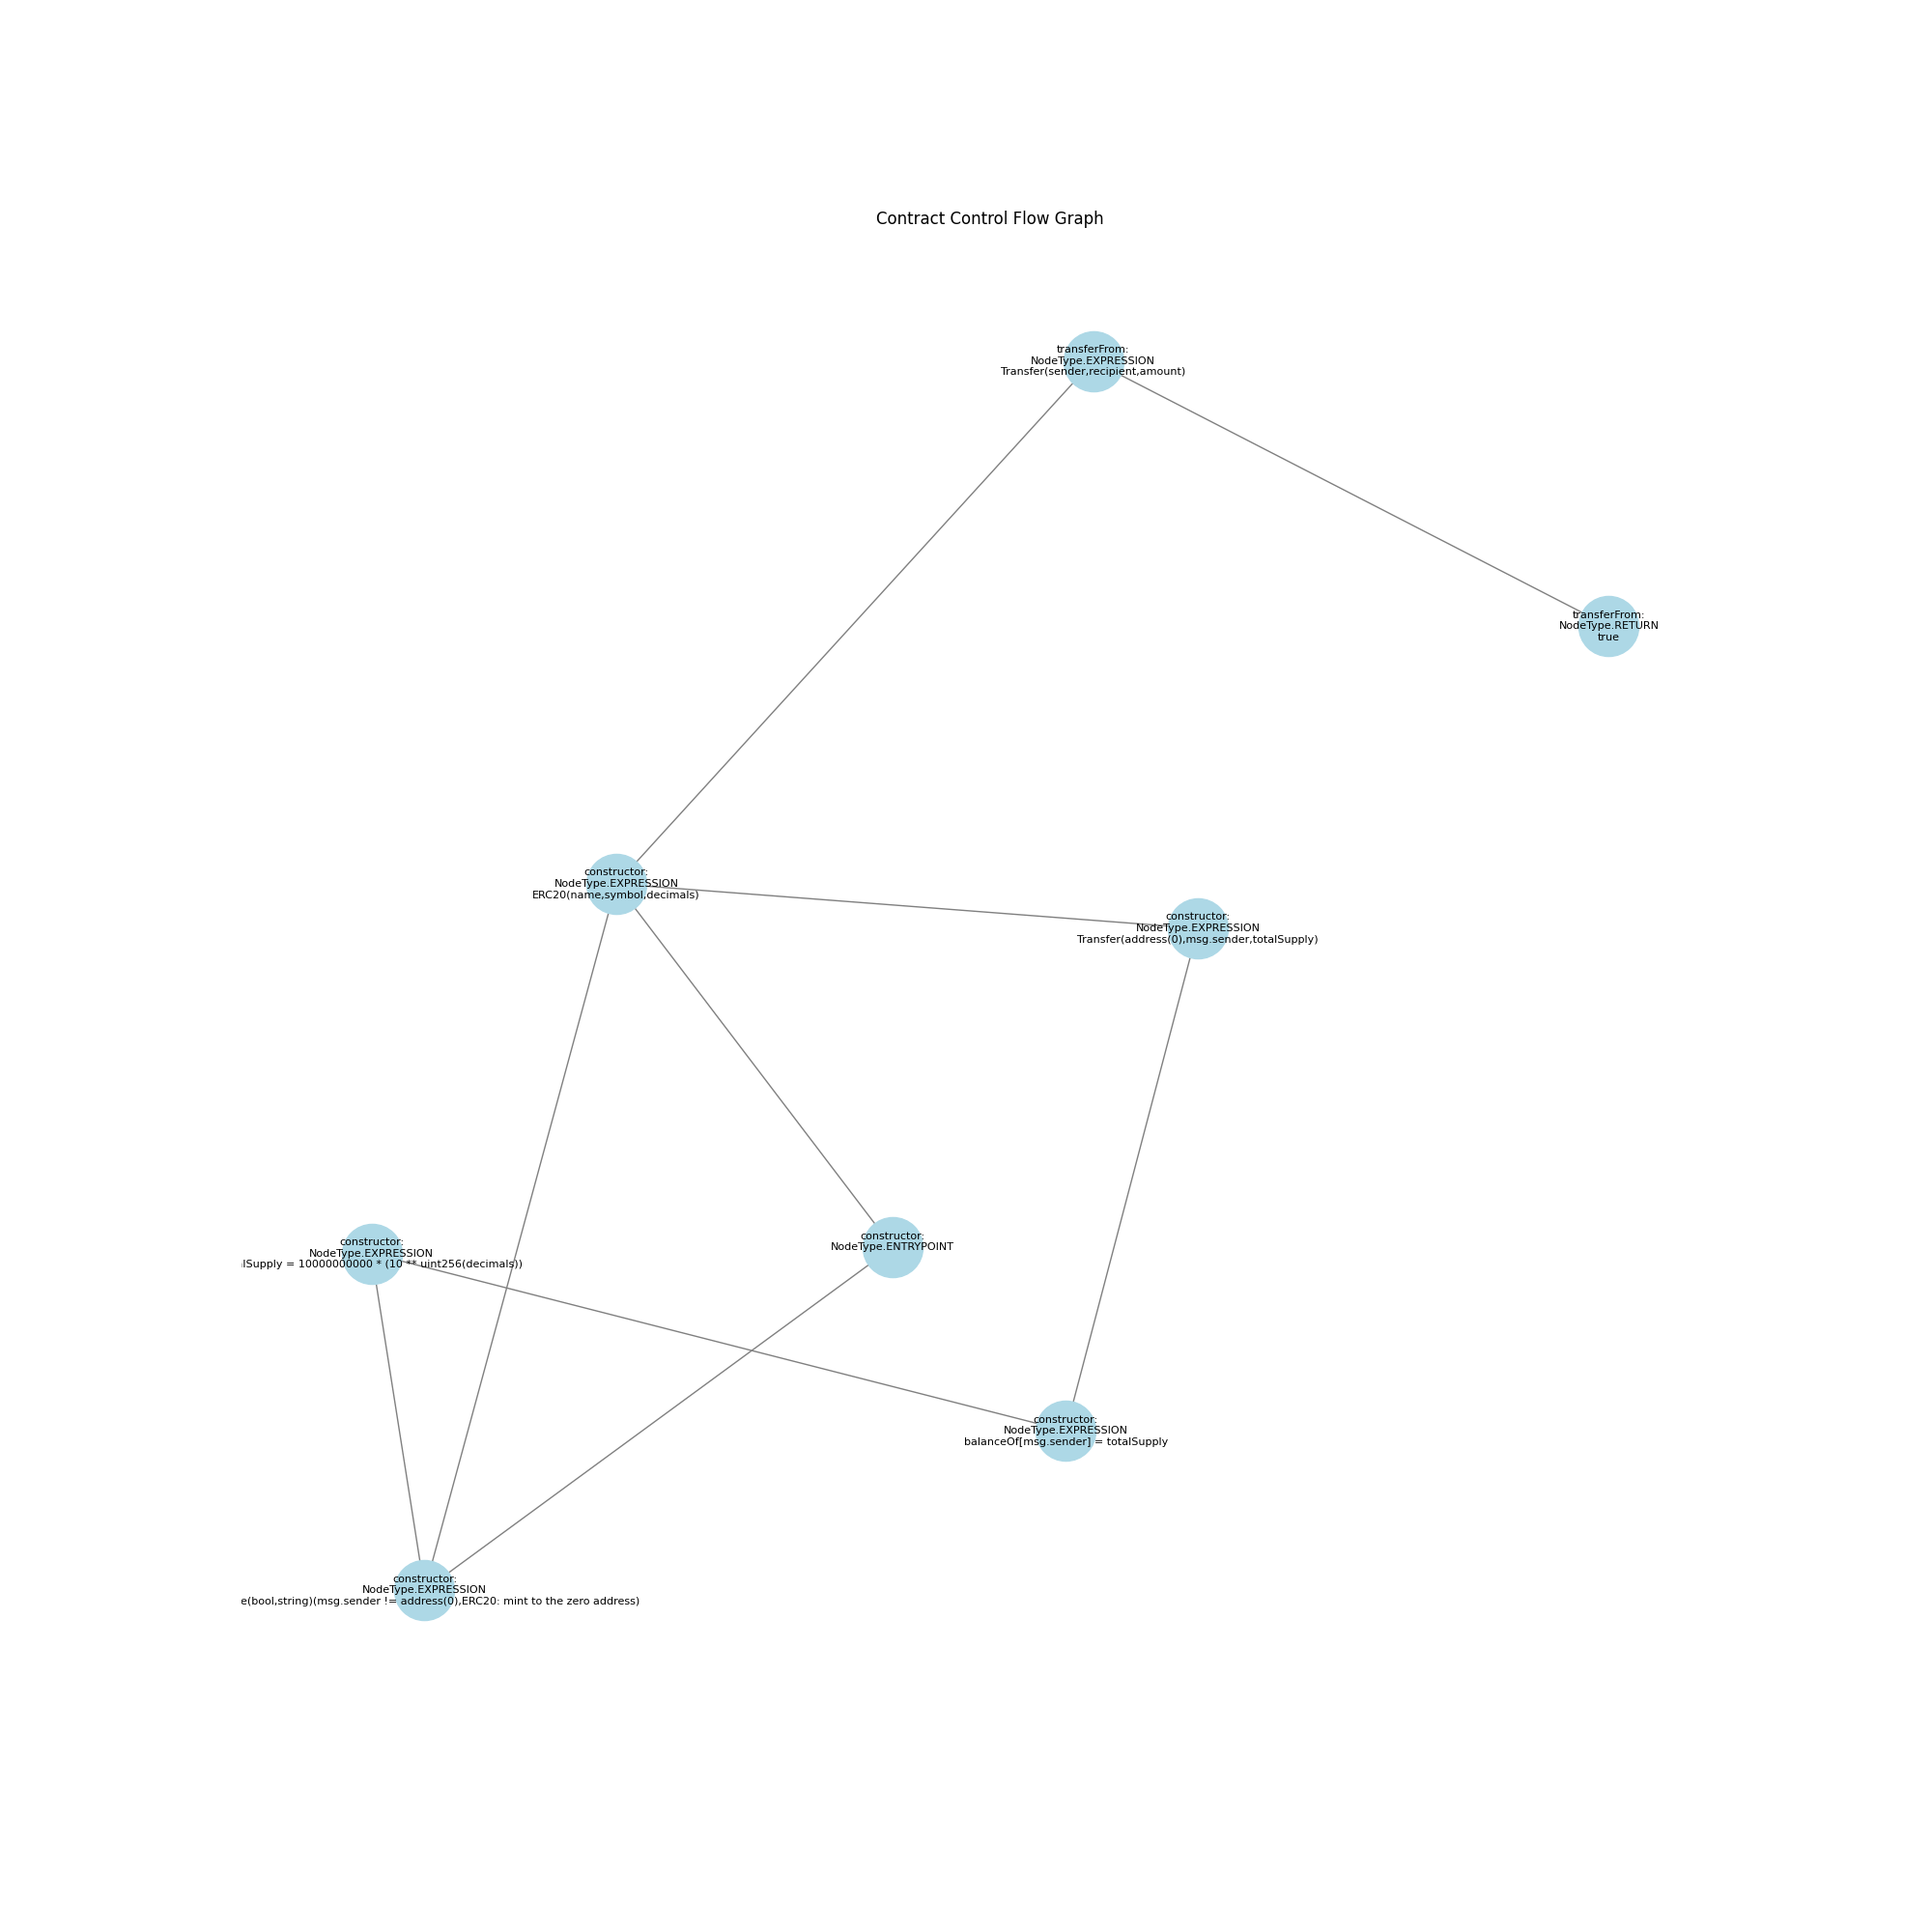 Contract Control Flow Graph
transferFrom:
NodeType.EXPRESSION
Transfer(sender,recipient,amount)
transferFrom:
NodeType.RETURN
true
constructor:
NodeType.EXPRESSION
ERC20(name,symbol,decimals)
constructor:
NodeType.EXPRESSION
Transfer(address(0),msg.sender,totalSupply)
constructor:
NodeType.ENTRYPOINT
constructor:
NodeType.EXPRESSION
lSupply = 10000000000 * (10 ** uint256(decimals))
constructor:
NodeType.EXPRESSION
balanceOf[msg.sender] = totalSupply
constructor:
NodeType.EXPRESSION
e(bool,string)(msg.sender != address(0),ERC20: mint to the zero address)